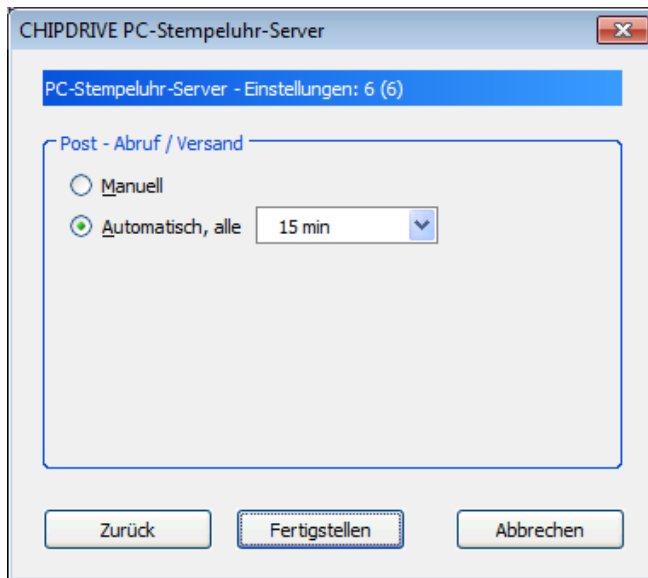 CHIPDRIVE PC-Stempeluhr-Server
PC-Stempeluhr-Server - Einstellungen: 6 (6)
Post - Abruf / Versand
Manuell
Automatisch, alle 15 min
Zurück Fertigstellen Abbrechen